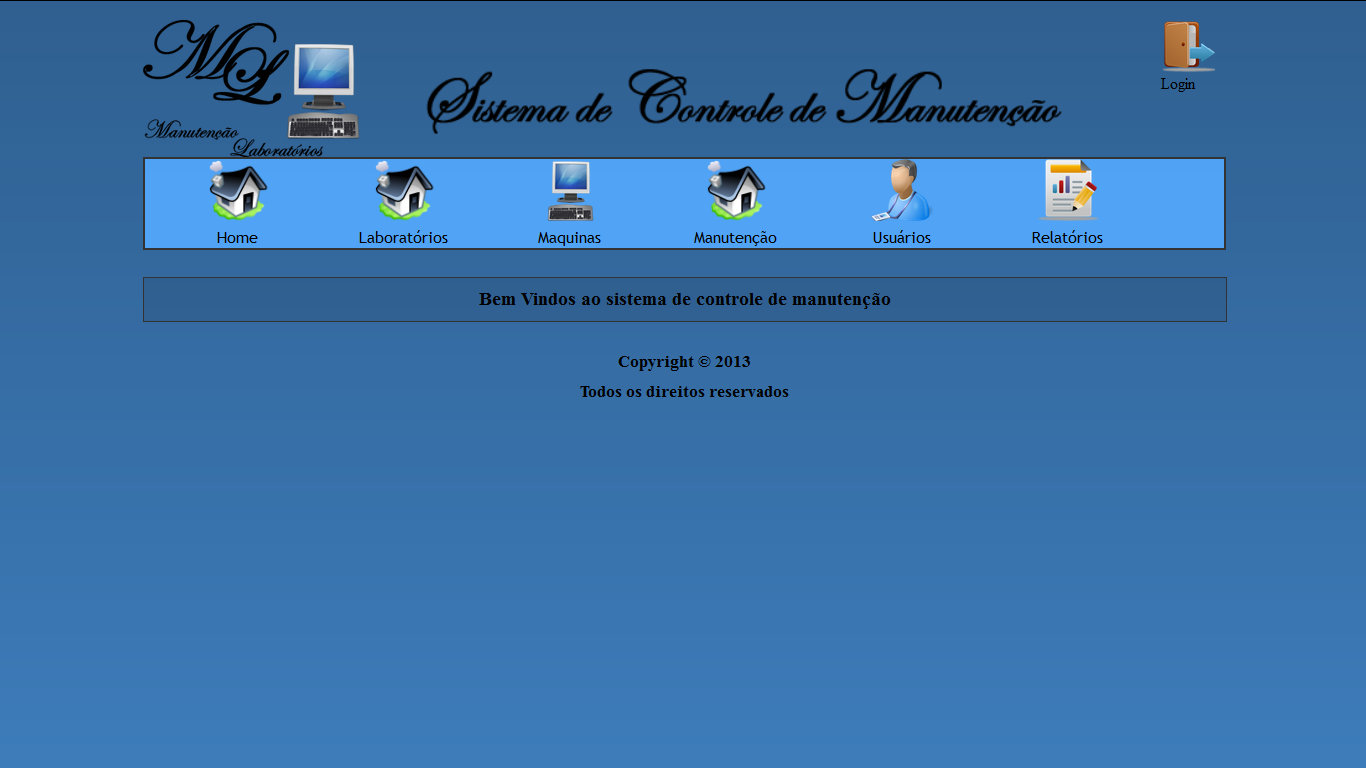 ML
Manutenção
Laboratórios
Sistema de Controle de Manutenção
Login
Home
Laboratórios
Maquinas
Manutenção
Usuários
Relatórios
Bem Vindos ao sistema de controle de manutenção
Copyright © 2013
Todos os direitos reservados